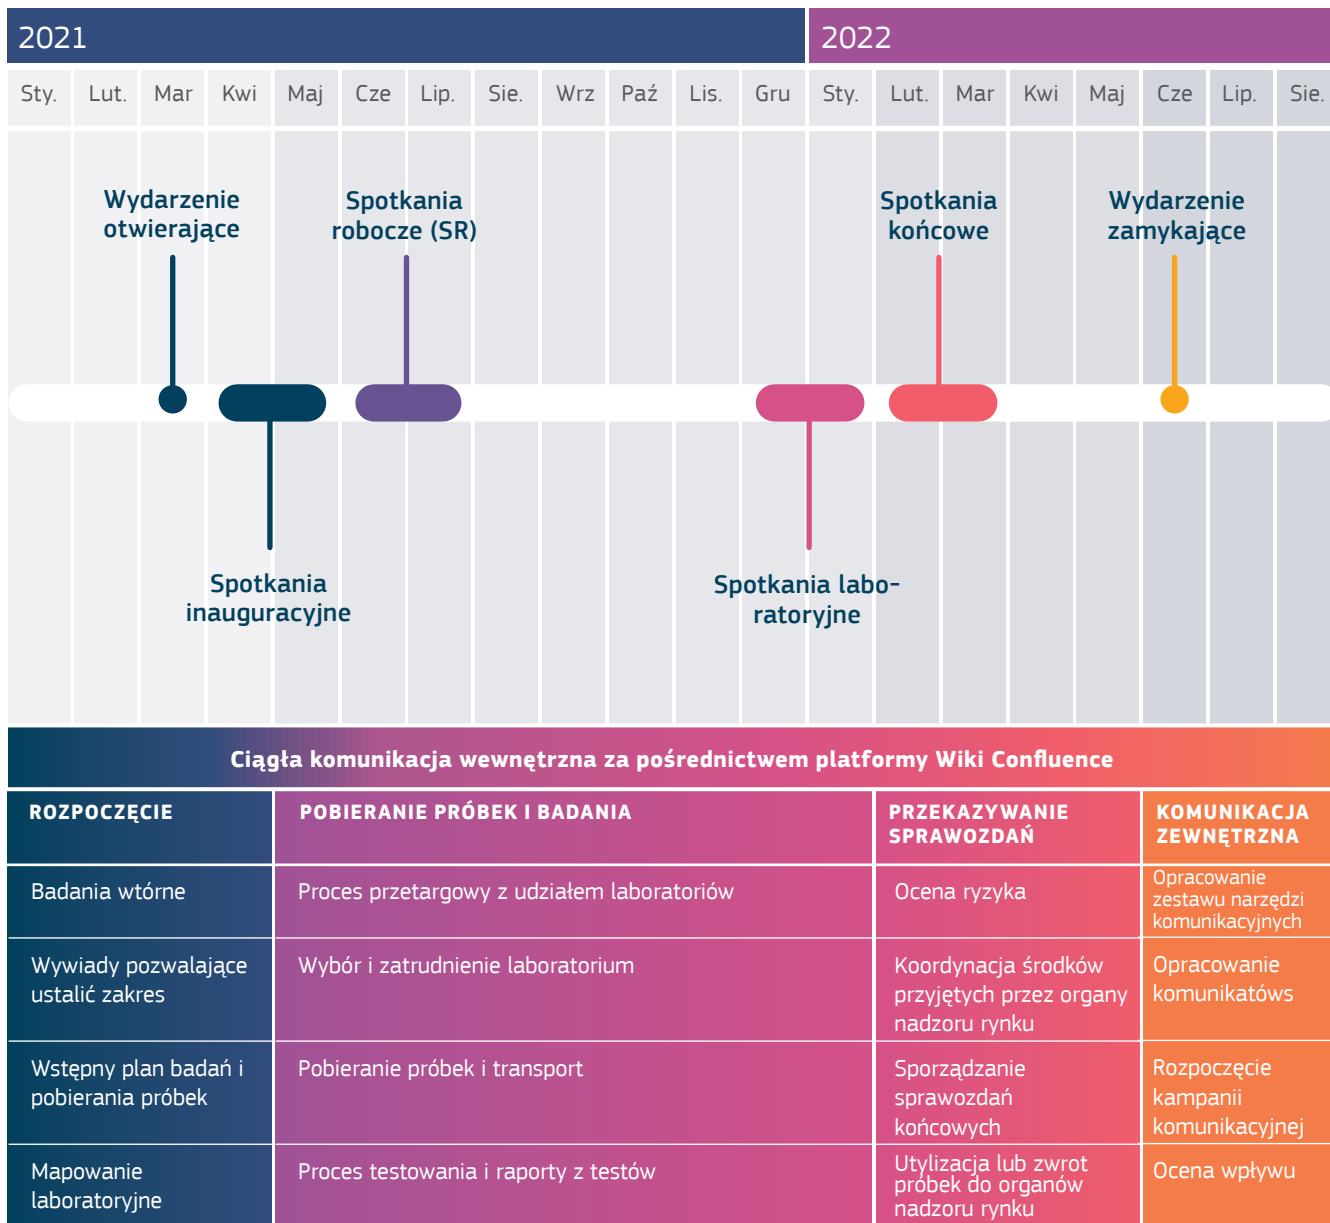 2021
2022
Sty. Lut. Mar Kwi Maj Cze Lip. Sie. Wrz Paź Lis. Gru Sty. Lut. Mar Kwi Maj Cze Lip. Sie.
Wydarzenie
otwierające
Spotkania
robocze (SR)
Spotkania
końcowe
Wydarzenie
zamykające
Spotkania
inauguracyjne
Spotkania labo-
ratoryjne
Ciągła komunikacja wewnętrzna za pośrednictwem platformy Wiki Confluence
ROZPOCZĘCIE
POBIERANIE PRÓBEK I BADANIA
PRZEKAZYWANIE
SPRAWOZDAŃ
KOMUNIKACJA
ZEWNĘTRZNA
Badania wtórne
Proces przetargowy z udziałem laboratoriów
Ocena ryzyka
Opracowanie
zestawu narzędzi
komunikacyjnych
Wywiady pozwalające
ustalić zakres
Wybór i zatrudnienie laboratorium
Koordynacja środków
przyjętych przez organy
nadzoru rynku
Opracowanie
komunikatóws
Wstępny plan badań i
pobierania próbek
Pobieranie próbek i transport
Sporządzanie
sprawozdań
końcowych
Rozpoczęcie
kampanii
komunikacyjnej
Mapowanie
laboratoryjne
Proces testowania i raporty z testów
Utylizacja lub zwrot
próbek do organów
nadzoru rynku
Ocena wpływu